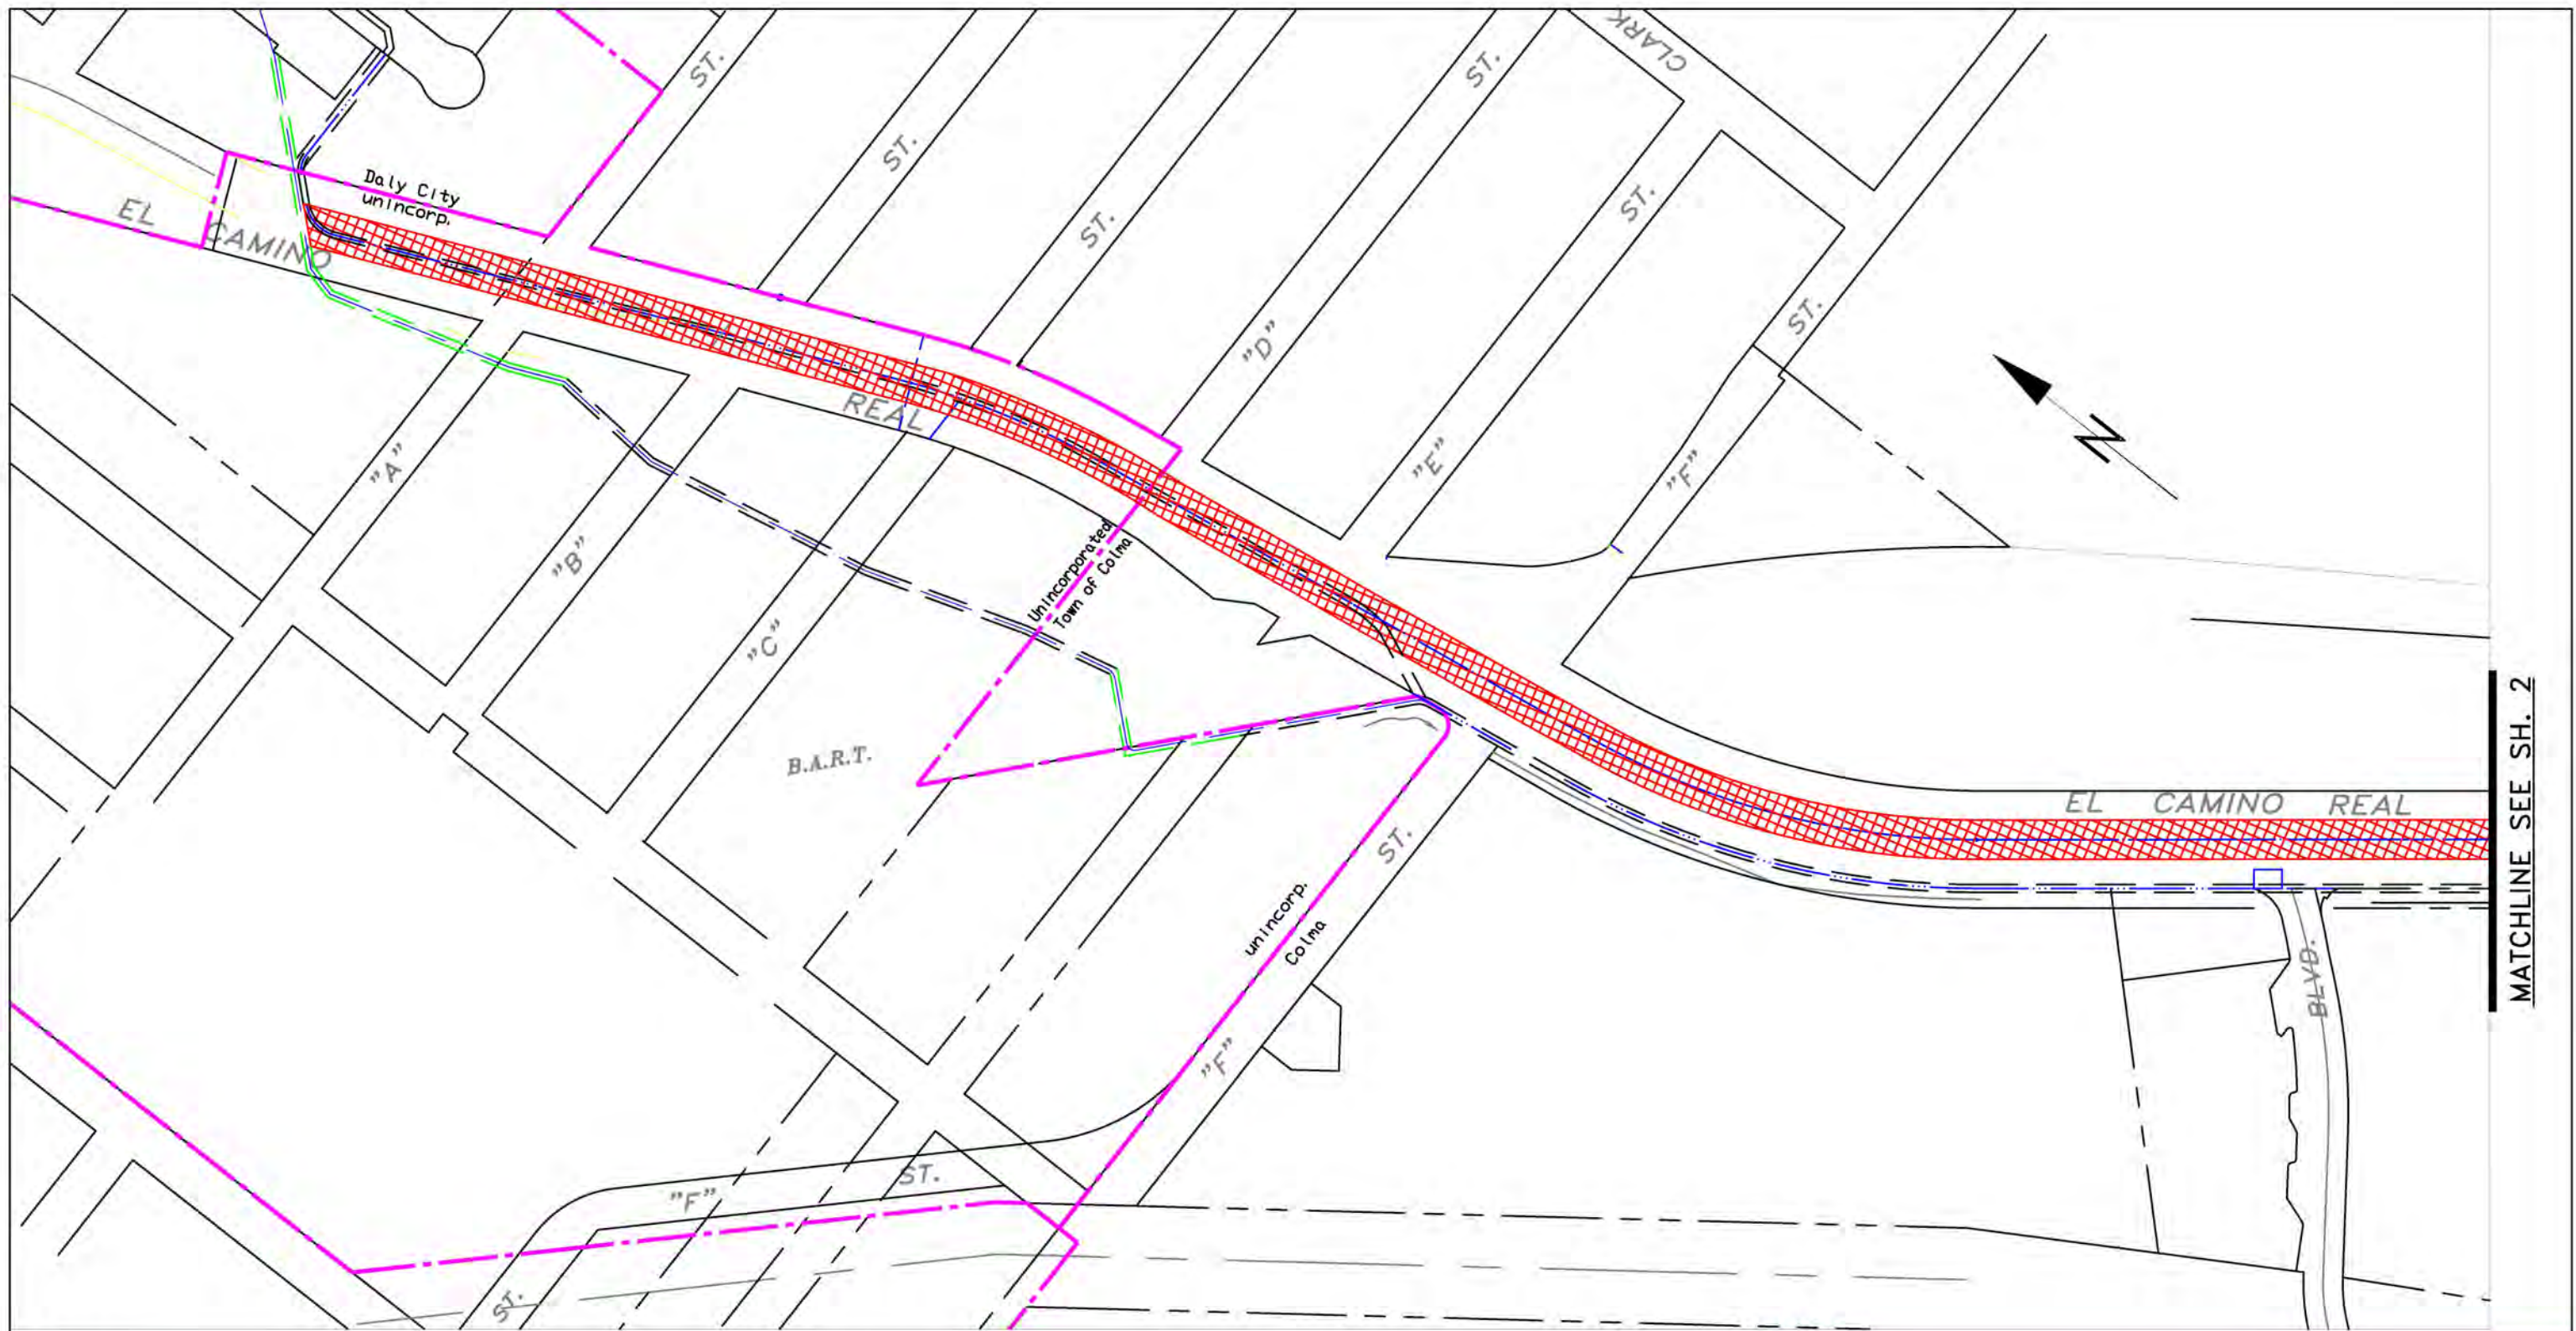 CLARK
ST.
ST.
ST.
ST.
ST.
ST.
Daly City
unincorp.
EL
CAMINO
REAL
"D"
"E"
"F"
N
"A"
"B"
"C"
Unincorporated
Town of Colma
B.A.R.T.
EL CAMINO REAL
MATCHLINE SEE SH. 2
ST.
unincorp.
Colma
"F"
BLVD.
"F"
ST.
ST.